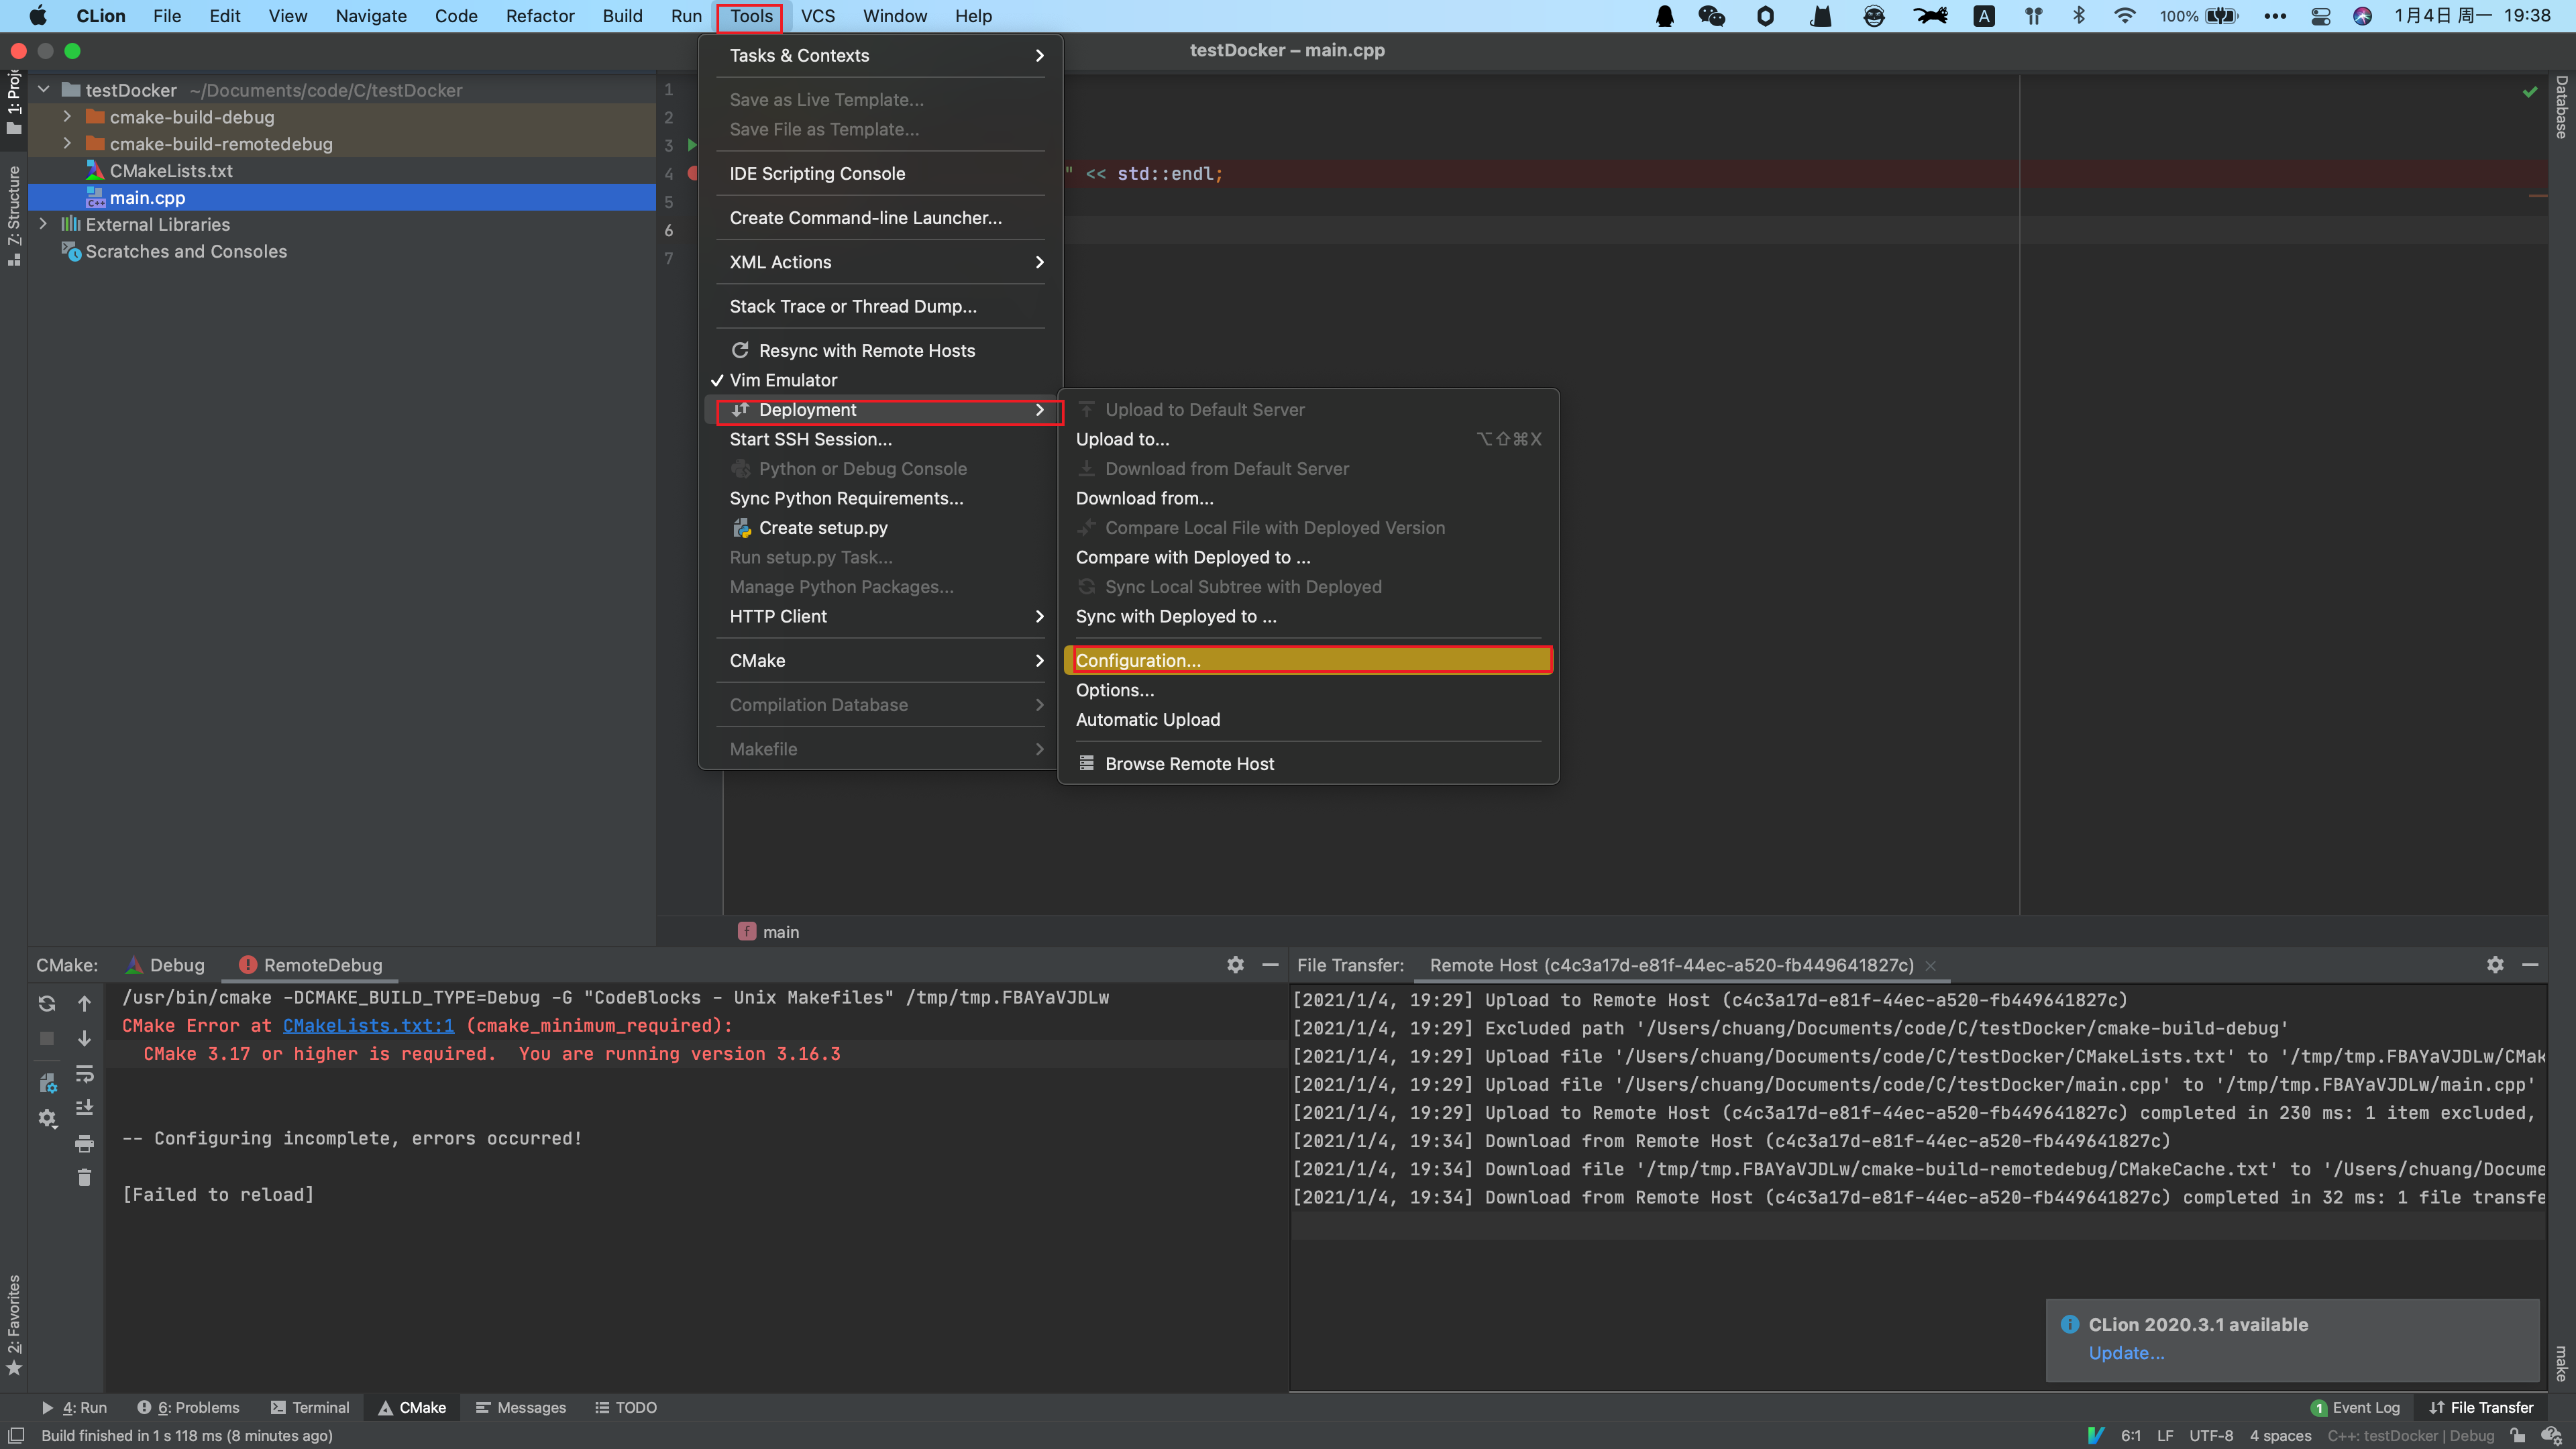 CLion File Edit View Navigate Code Refactor Build Run Tools VCS Window Help A 100% 1月4日 周一 19:38
testDocker – main.cpp
1: Proje
7: Structure
2: Favorites
testDocker ~/Documents/code/C/testDocker
cmake-build-debug
cmake-build-remotedebug
CMakeLists.txt
C++ main.cpp
External Libraries
Scratches and Consoles
1
2
3
4 " << std::endl;
5
6
7
Tasks & Contexts
Save as Live Template...
Save File as Template...
IDE Scripting Console
Create Command-line Launcher...
XML Actions
Stack Trace or Thread Dump...
Resync with Remote Hosts
✓ Vim Emulator
Deployment
Start SSH Session...
Python or Debug Console
Sync Python Requirements...
Create setup.py
Run setup.py Task...
Manage Python Packages...
HTTP Client
CMake
Compilation Database
Makefile
Upload to Default Server
Upload to... ⌥⇧⌘X
Download from Default Server
Download from...
Compare Local File with Deployed Version
Compare with Deployed to ...
Sync Local Subtree with Deployed
Sync with Deployed to ...
Configuration...
Options...
Automatic Upload
Browse Remote Host
Database
make
f main
CMake: Debug RemoteDebug
/usr/bin/cmake -DCMAKE_BUILD_TYPE=Debug -G "CodeBlocks - Unix Makefiles" /tmp/tmp.FBAYaVJDLw
CMake Error at CMakeLists.txt:1 (cmake_minimum_required):
CMake 3.17 or higher is required.  You are running version 3.16.3
-- Configuring incomplete, errors occurred!
[Failed to reload]
File Transfer: Remote Host (c4c3a17d-e81f-44ec-a520-fb449641827c)
[2021/1/4, 19:29] Upload to Remote Host (c4c3a17d-e81f-44ec-a520-fb449641827c)
[2021/1/4, 19:29] Excluded path '/Users/chuang/Documents/code/C/testDocker/cmake-build-debug'
[2021/1/4, 19:29] Upload file '/Users/chuang/Documents/code/C/testDocker/CMakeLists.txt' to '/tmp/tmp.FBAYaVJDLw/CMak
[2021/1/4, 19:29] Upload file '/Users/chuang/Documents/code/C/testDocker/main.cpp' to '/tmp/tmp.FBAYaVJDLw/main.cpp'
[2021/1/4, 19:29] Upload to Remote Host (c4c3a17d-e81f-44ec-a520-fb449641827c) completed in 230 ms: 1 item excluded,
[2021/1/4, 19:34] Download from Remote Host (c4c3a17d-e81f-44ec-a520-fb449641827c)
[2021/1/4, 19:34] Download file '/tmp/tmp.FBAYaVJDLw/cmake-build-remotedebug/CMakeCache.txt' to '/Users/chuang/Docume
[2021/1/4, 19:34] Download from Remote Host (c4c3a17d-e81f-44ec-a520-fb449641827c) completed in 32 ms: 1 file transfe
CLion 2020.3.1 available
Update...
4: Run 6: Problems Terminal CMake Messages TODO 1 Event Log File Transfer
Build finished in 1 s 118 ms (8 minutes ago) 6:1 LF UTF-8 4 spaces C++: testDocker | Debug